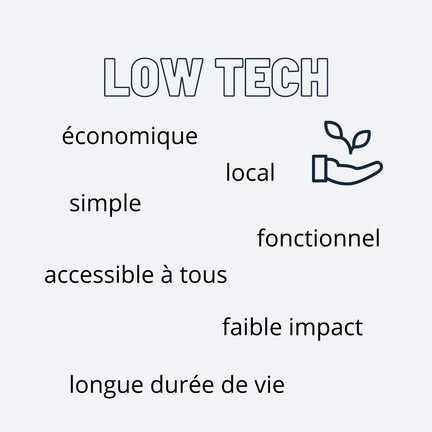 LOW TECH
économique
local
simple
fonctionnel
accessible à tous
faible impact
longue durée de vie